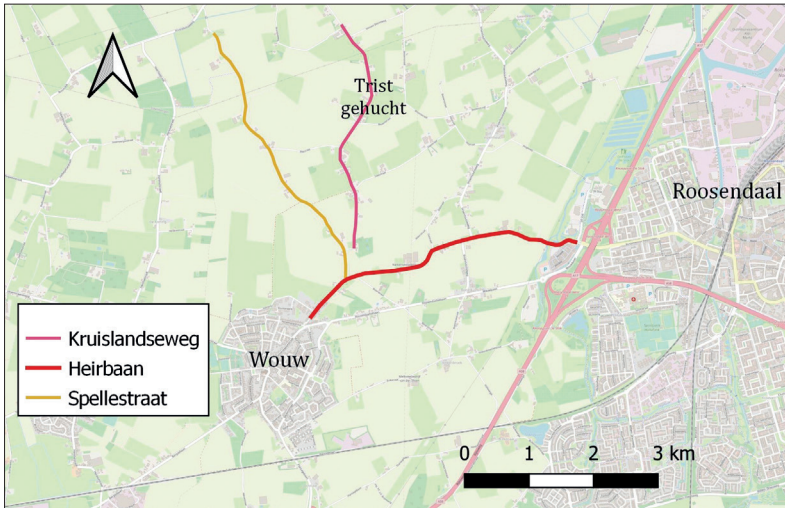 Trist
gehucht
Roosendaal
Kruislandseweg
Heirbaan
Spellestraat
Wouw
0 1 2 3 km